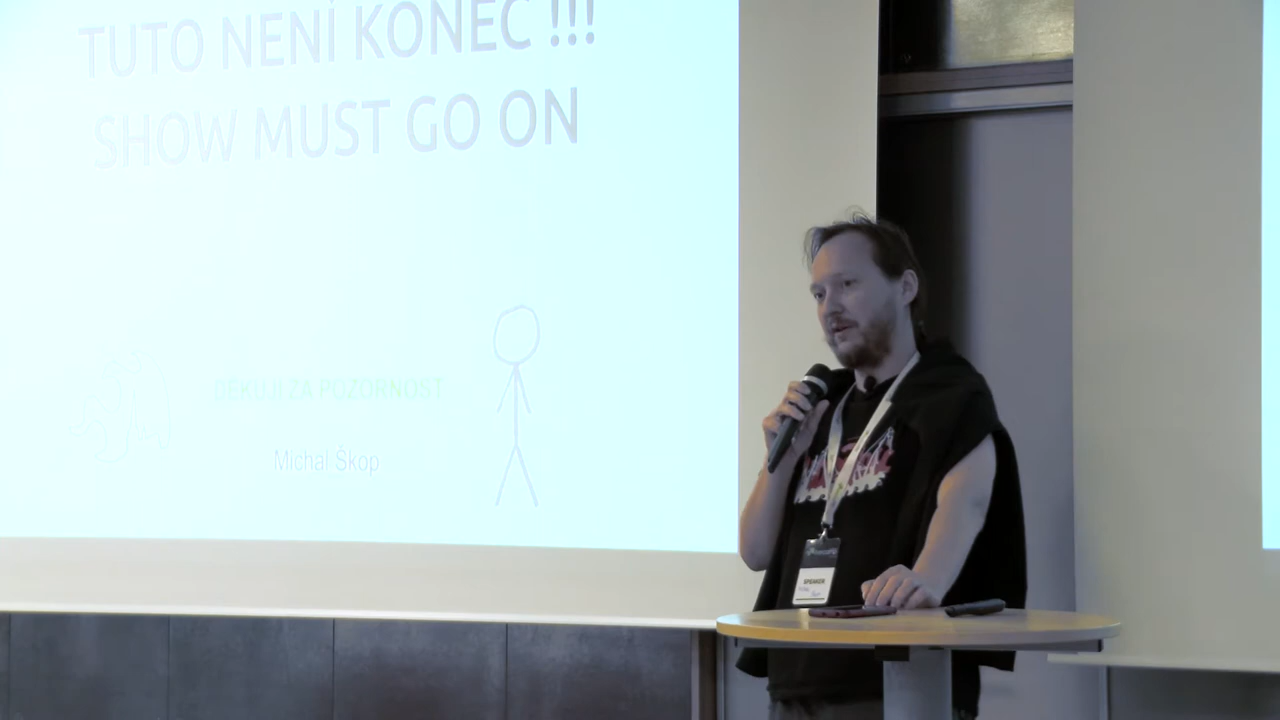 TUTO NENÍ KONEC !!!
SHOW MUST GO ON
DĚKUJI ZA POZORNOST
Michal Škop
SPEAKER